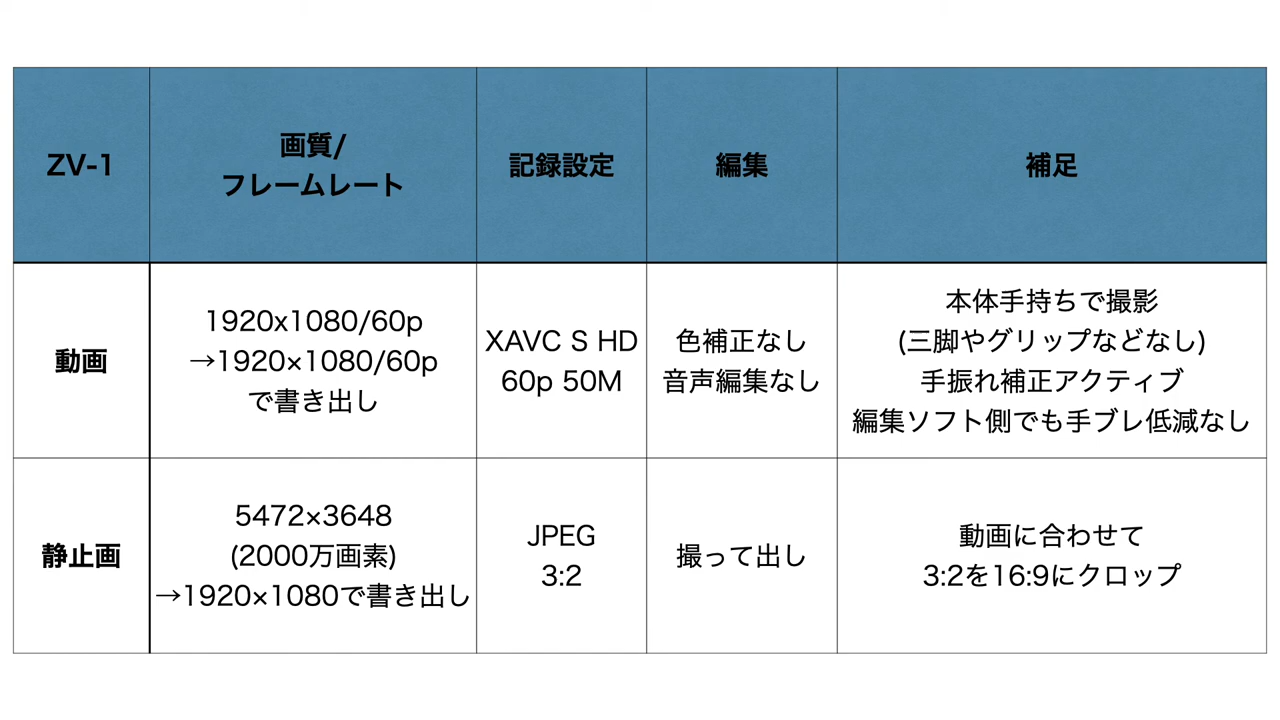 ZV-1
画質/
フレームレート
記録設定
編集
補足
動画
1920x1080/60p
→1920×1080/60p
で書き出し
XAVC S HD
60p 50M
色補正なし
音声編集なし
本体手持ちで撮影
(三脚やグリップなどなし)
手振れ補正アクティブ
編集ソフト側でも手ブレ低減なし
静止画
5472×3648
(2000万画素)
→1920×1080で書き出し
JPEG
3:2
撮って出し
動画に合わせて
3:2を16:9にクロップ